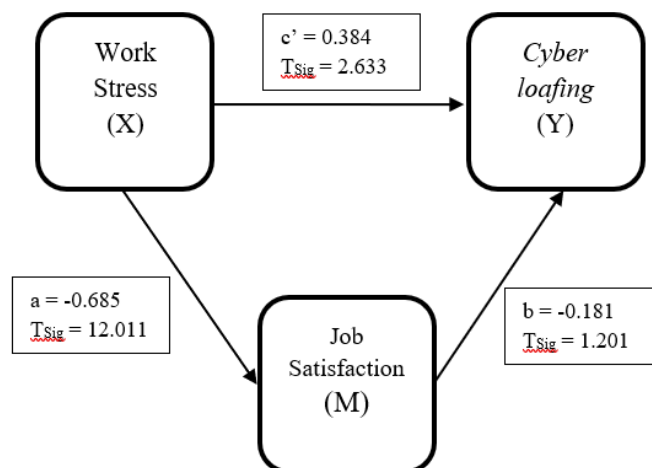 Work
Stress
(X)
c’ = 0.384
TSig = 2.633
Cyber
loafing
(Y)
a = -0.685
TSig = 12.011
Job
Satisfaction
(M)
b = -0.181
TSig = 1.201